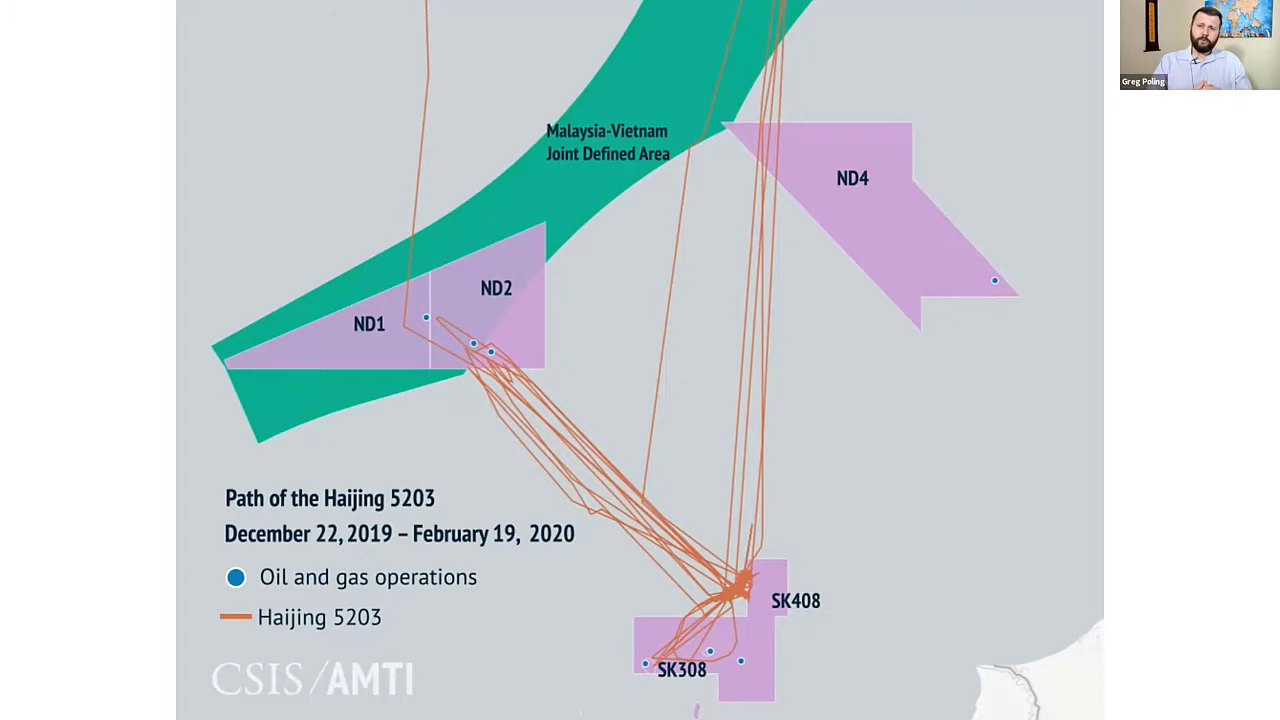 Greg Poling
Malaysia-Vietnam
Joint Defined Area
ND4
ND2
ND1
Path of the Haijing 5203
December 22, 2019 – February 19, 2020
Oil and gas operations
Haijing 5203
SK408
SK308
CSIS/AMTI